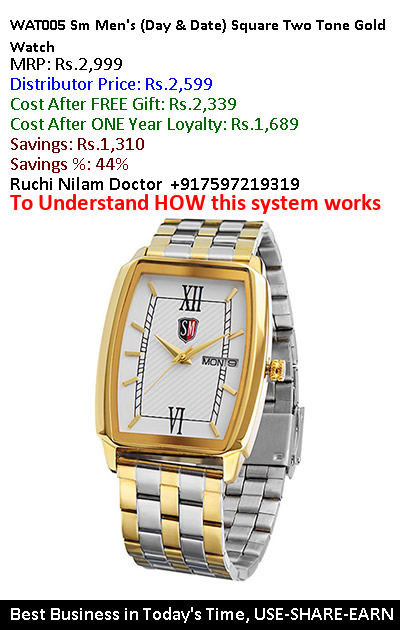 WAT005 Sm Men's (Day & Date) Square Two Tone Gold
Watch
MRP: Rs.2,999
Distributor Price: Rs.2,599
Cost After FREE Gift: Rs.2,339
Cost After ONE Year Loyalty: Rs.1,689
Savings: Rs.1,310
Savings %: 44%
Ruchi Nilam Doctor +917597219319
To Understand HOW this system works
XII
SM
MON 9
VI
Best Business in Today's Time, USE-SHARE-EARN